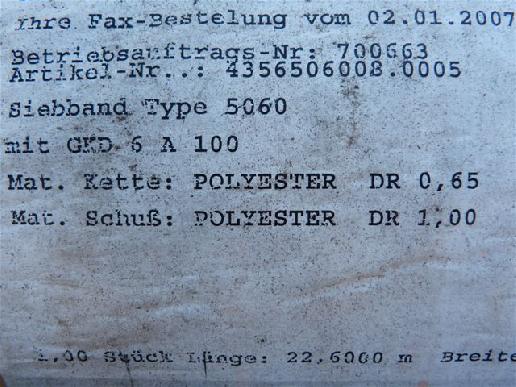 Ihre Fax-Bestelung vom 02.01.2007
Betriebsauftrags-Nr: 700663
Artikel-Nr..: 4356506008.0005
Siebband Type 5060
mit GKD 6 A 100
Mat. Kette: POLYESTER DR 0,65
Mat. Schuß: POLYESTER DR 1,00
1,00 Stück Länge: 22,6000 m Breite